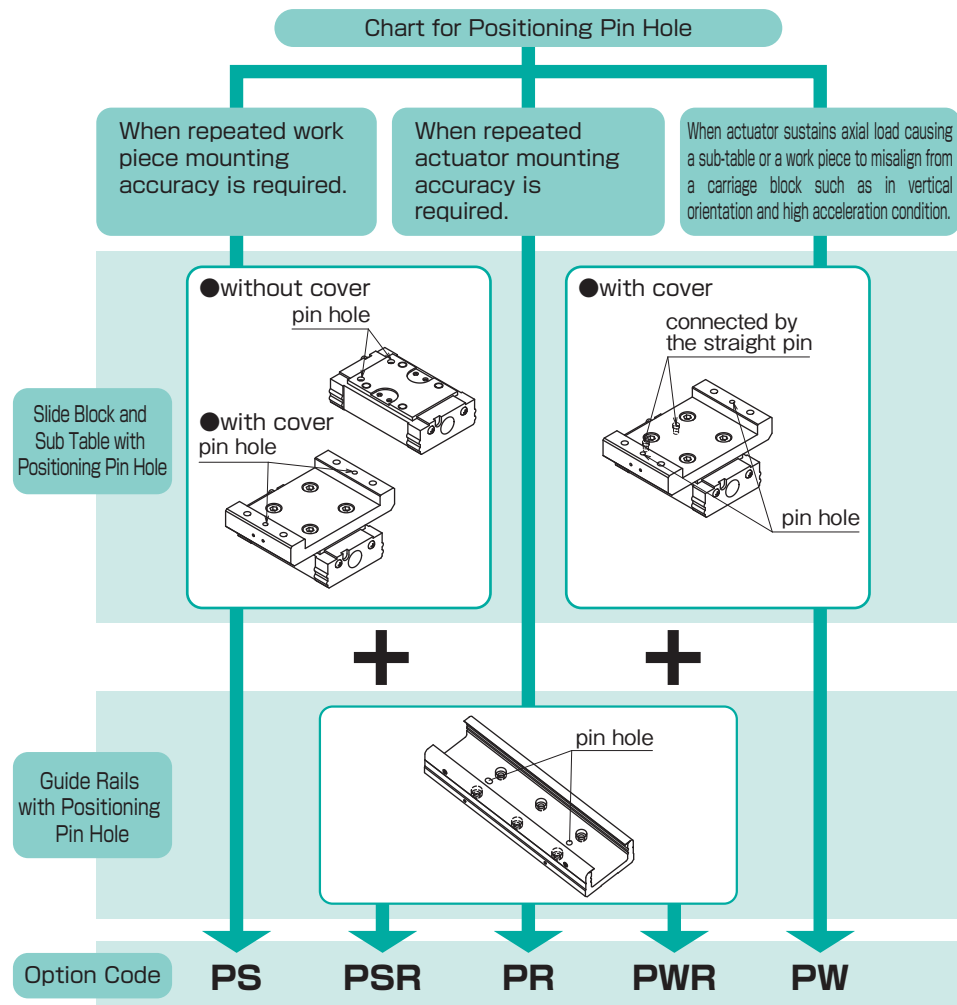 Chart for Positioning Pin Hole
When repeated work
piece mounting
accuracy is required.
When repeated
actuator mounting
accuracy is
required.
When actuator sustains axial load causing
a sub-table or a work piece to misalign from
a carriage block such as in vertical
orientation and high acceleration condition.
Slide Block and
Sub Table with
Positioning Pin Hole
●without cover
pin hole
●with cover
pin hole
●with cover
connected by
the straight pin
pin hole
+
+
Guide Rails
with Positioning
Pin Hole
pin hole
Option Code
PS
PSR
PR
PWR
PW